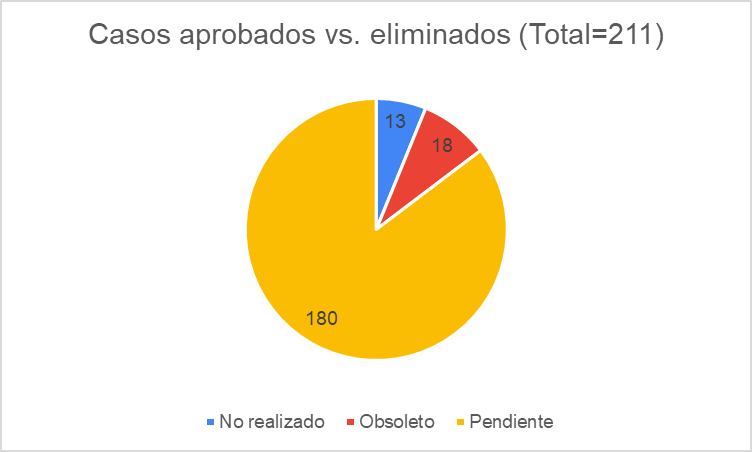 Casos aprobados vs. eliminados (Total=211)
13
18
180
No realizado Obsoleto Pendiente